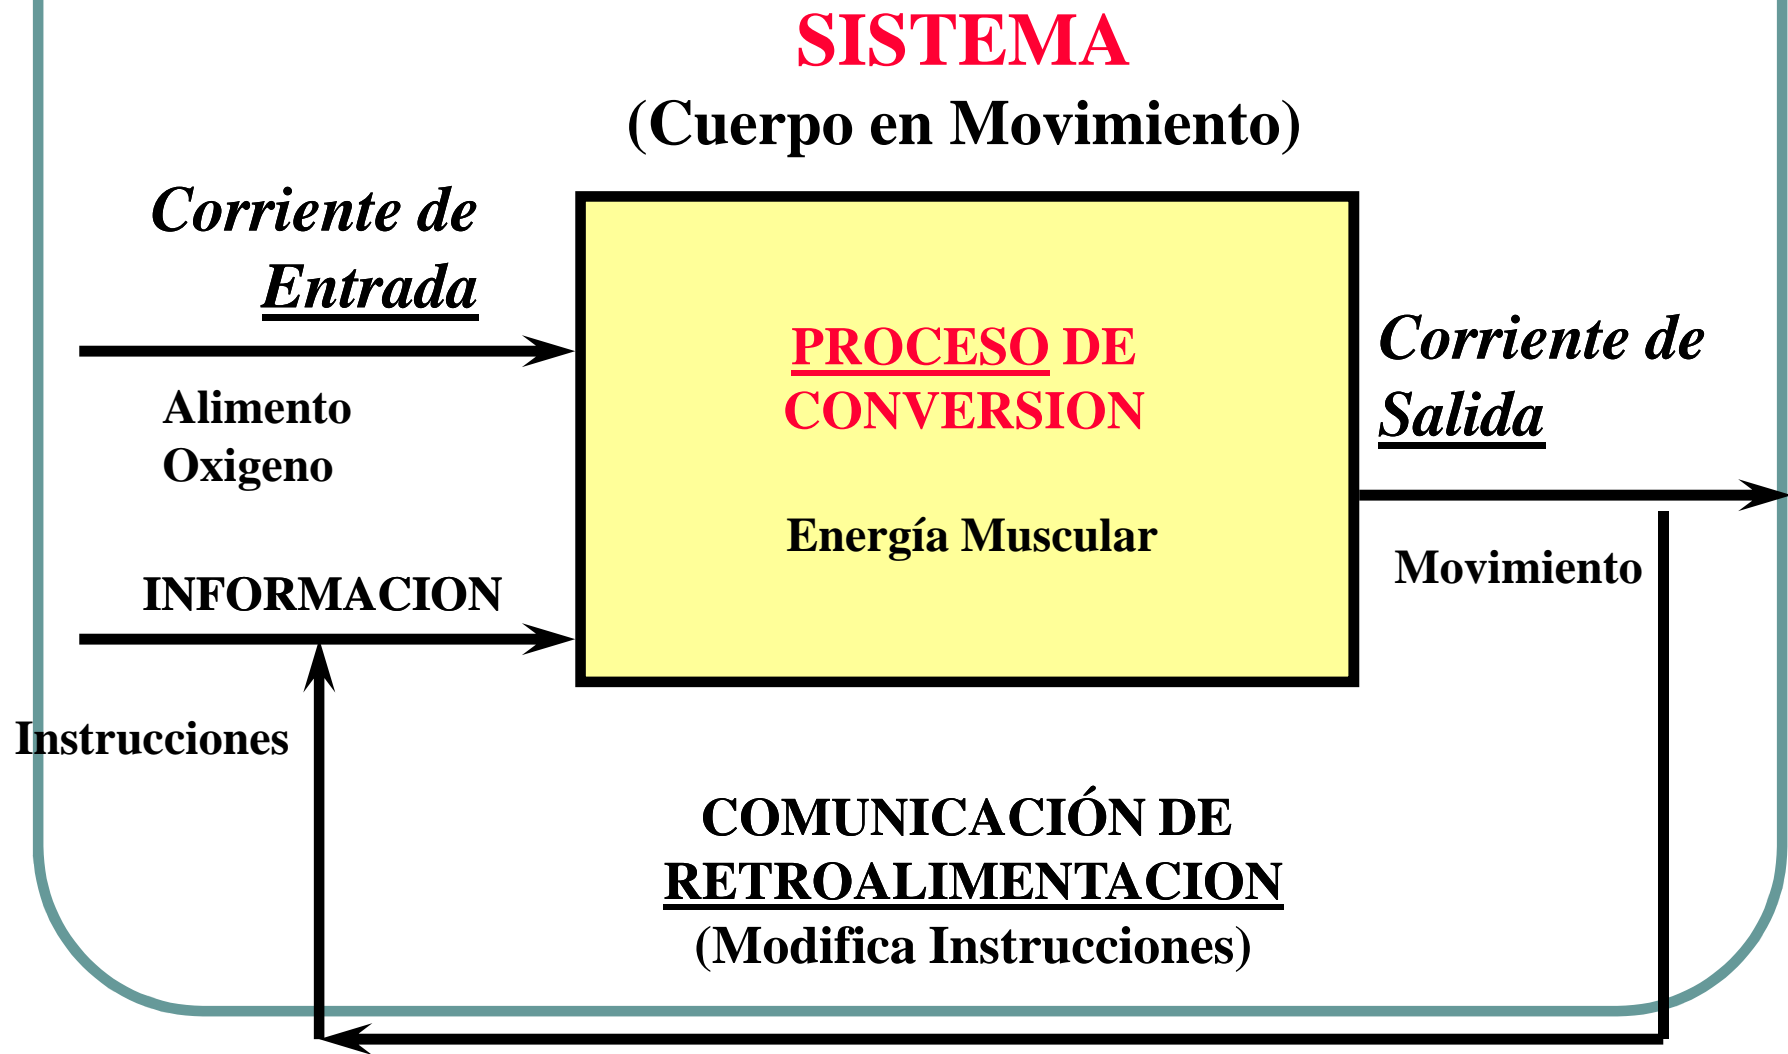 SISTEMA
(Cuerpo en Movimiento)
Corriente de
Entrada
Alimento
Oxigeno
INFORMACION
Instrucciones
PROCESO DE
CONVERSION
Energía Muscular
Corriente de
Salida
Movimiento
COMUNICACIÓN DE
RETROALIMENTACION
(Modifica Instrucciones)